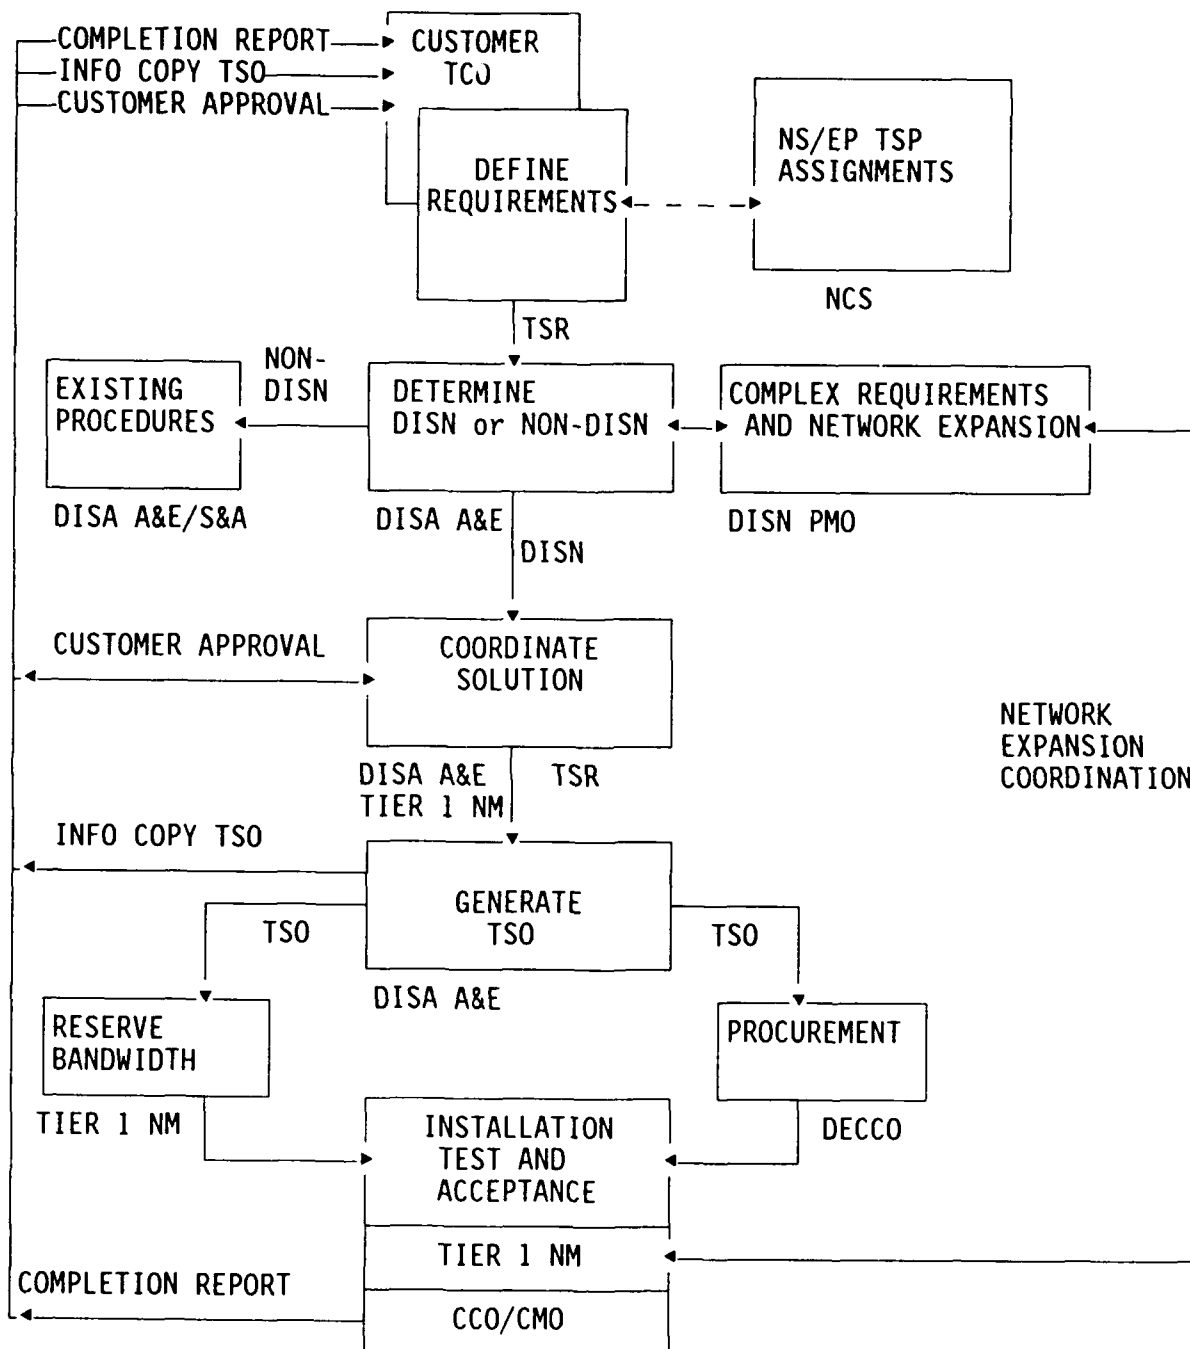 COMPLETION REPORT
INFO COPY TSO
CUSTOMER APPROVAL
CUSTOMER
TCO
DEFINE
REQUIREMENTS
NS/EP TSP
ASSIGNMENTS
NCS
TSR
NON-
DISN
EXISTING
PROCEDURES
DISA A&E/S&A
DETERMINE
DISN or NON-DISN
DISA A&E
COMPLEX REQUIREMENTS
AND NETWORK EXPANSION
DISN PMO
DISN
CUSTOMER APPROVAL
COORDINATE
SOLUTION
DISA A&E
TIER 1 NM
TSR
NETWORK
EXPANSION
COORDINATION
INFO COPY TSO
GENERATE
TSO
TSO
TSO
DISA A&E
RESERVE
BANDWIDTH
TIER 1 NM
PROCUREMENT
DECCO
INSTALLATION
TEST AND
ACCEPTANCE
TIER 1 NM
COMPLETION REPORT
CCO/CMO